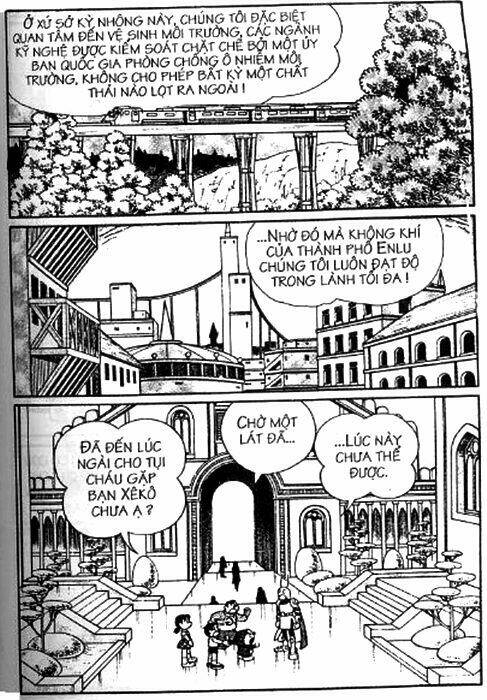 Ở XỨ SỞ KỲ NHÔNG NÀY, CHÚNG TÔI ĐẶC BIỆT
QUAN TÂM ĐẾN VỆ SINH MÔI TRƯỜNG, CÁC NGÀNH
KỸ NGHỆ ĐƯỢC KIỂM SOÁT CHẶT CHẼ BỞI MỘT ỦY
BAN QUỐC GIA PHÒNG CHỐNG Ô NHIỄM MÔI
TRƯỜNG, KHÔNG CHO PHÉP BẤT KỲ MỘT CHẤT
THẢI NÀO LỌT RA NGOÀI !
...NHỜ ĐÓ MÀ KHÔNG KHÍ
CỦA THÀNH PHỐ ENLU
CHÚNG TÔI LUÔN ĐẠT ĐỘ
TRONG LÀNH TỐI ĐA !
ĐÃ ĐẾN LÚC
NGÀI CHO TỤI
CHÁU GẶP
BẠN XÊKÔ
CHƯA Ạ ?
CHỜ MỘT
LÁT ĐÃ...
...LÚC NÀY
CHƯA THỂ
ĐƯỢC.